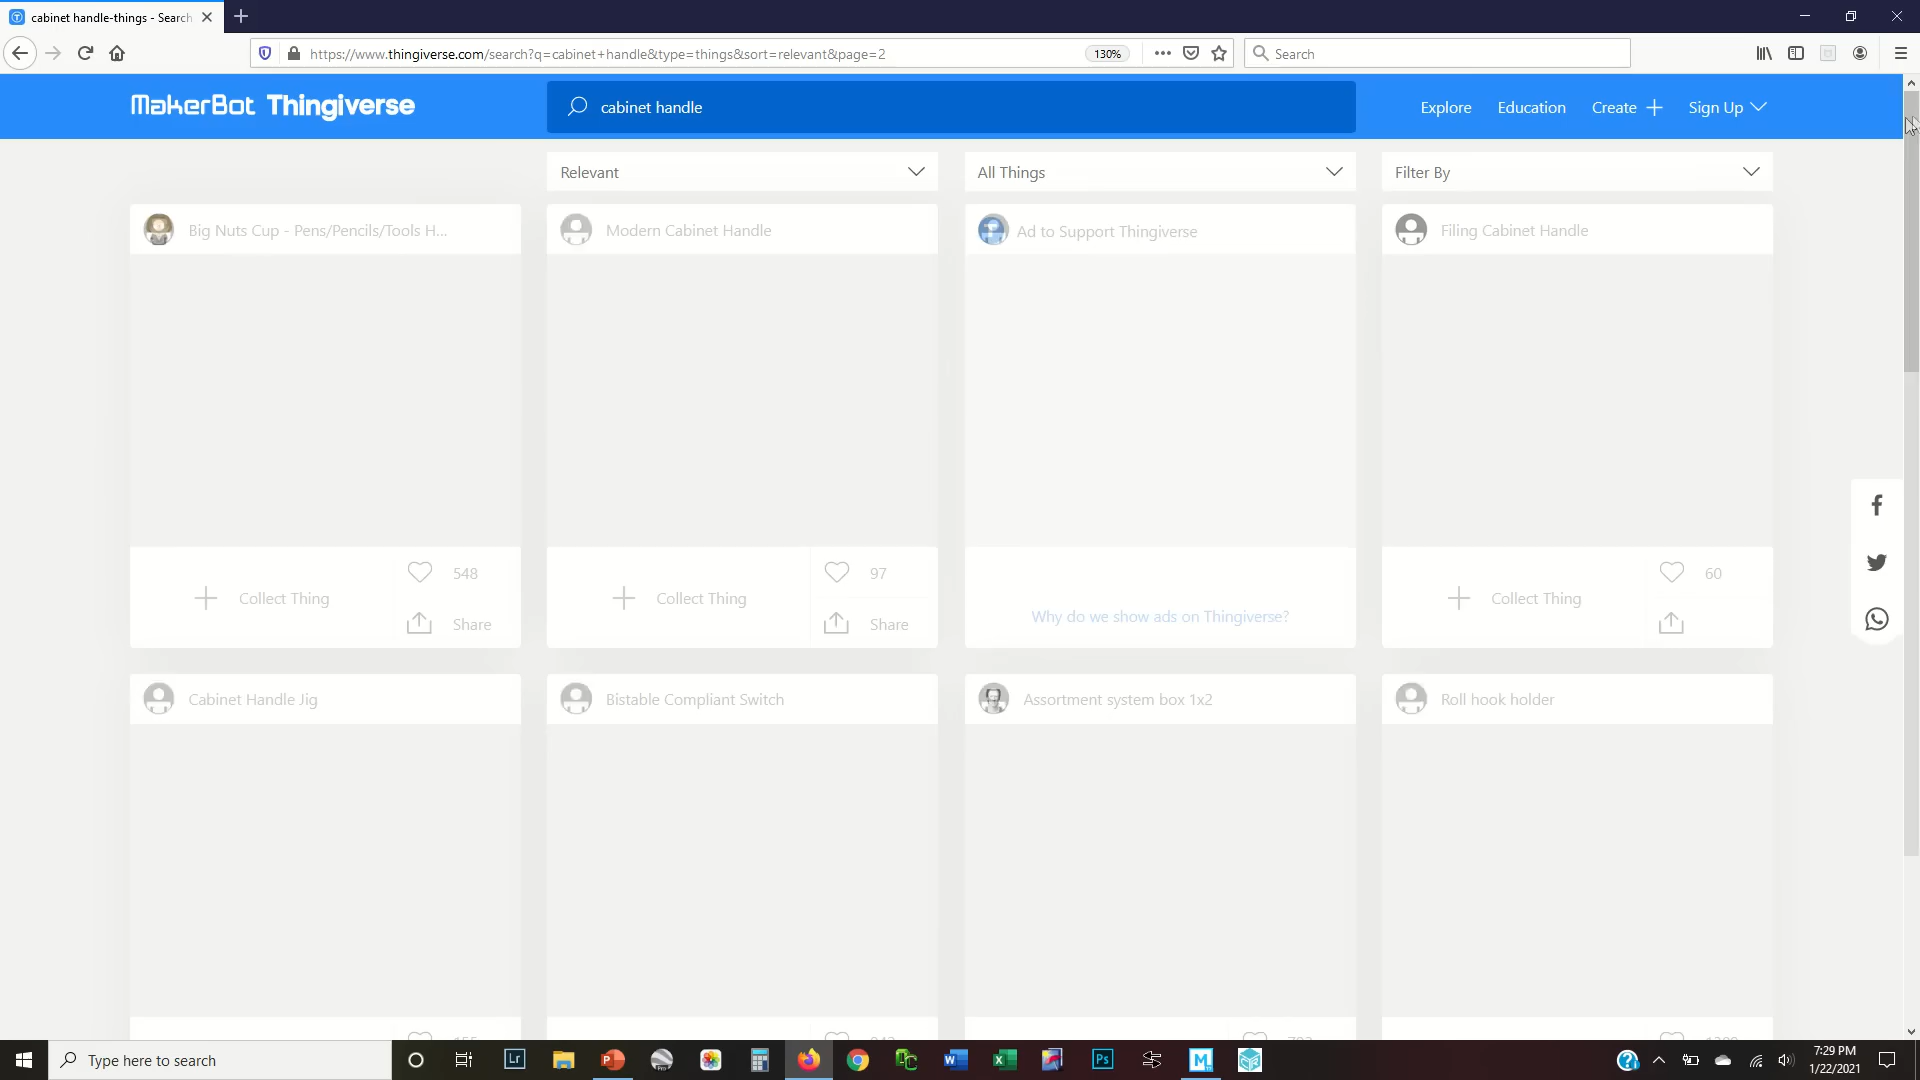 cabinet handle-things - Search
https://www.thingiverse.com/search?q=cabinet+handle&type=things&sort=relevant&page=2
130%
Search
MakerBot Thingiverse
cabinet handle
Explore
Education
Create
Sign Up
Relevant
All Things
Filter By
Big Nuts Cup - Pens/Pencils/Tools H...
Modern Cabinet Handle
Ad to Support Thingiverse
Filing Cabinet Handle
Collect Thing
548
Share
Collect Thing
97
Share
Why do we show ads on Thingiverse?
Collect Thing
60
Cabinet Handle Jig
Bistable Compliant Switch
Assortment system box 1x2
Roll hook holder
Type here to search
Lr
Ps
7:29 PM
1/22/2021